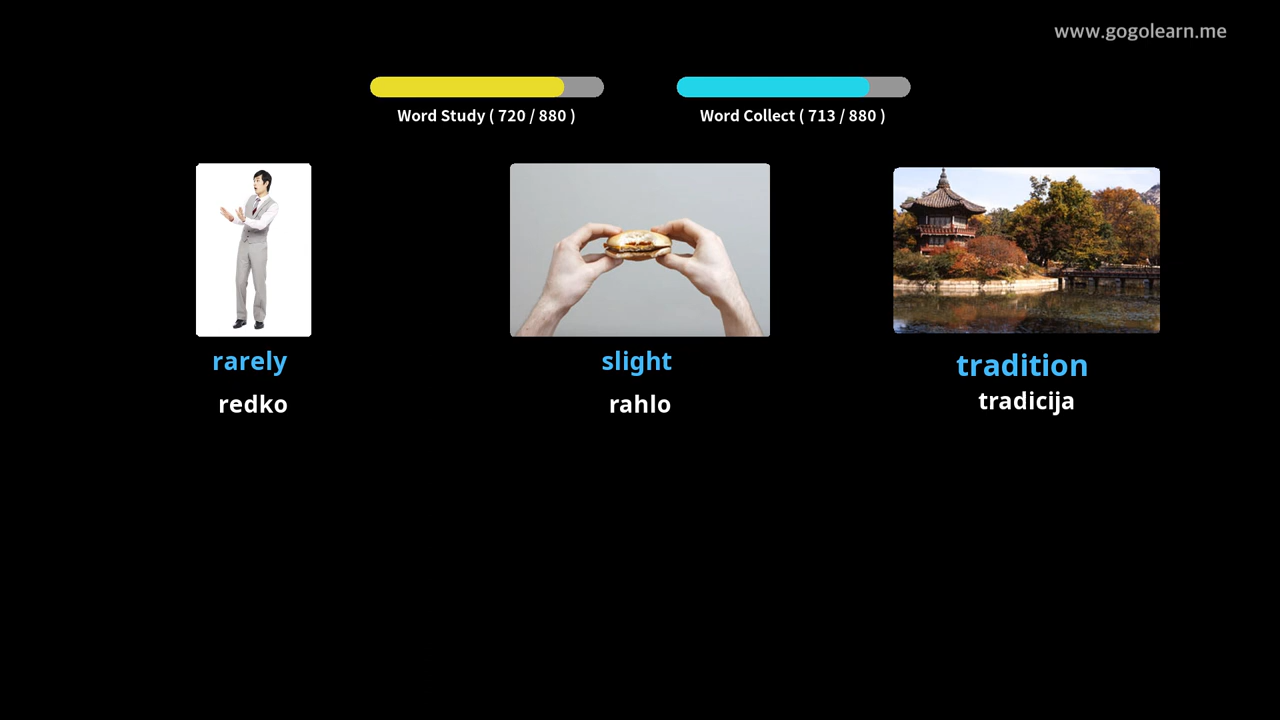 www.gogolearn.me
Word Study ( 720 / 880 )
Word Collect ( 713 / 880 )
rarely
redko
slight
rahlo
tradition
tradicija